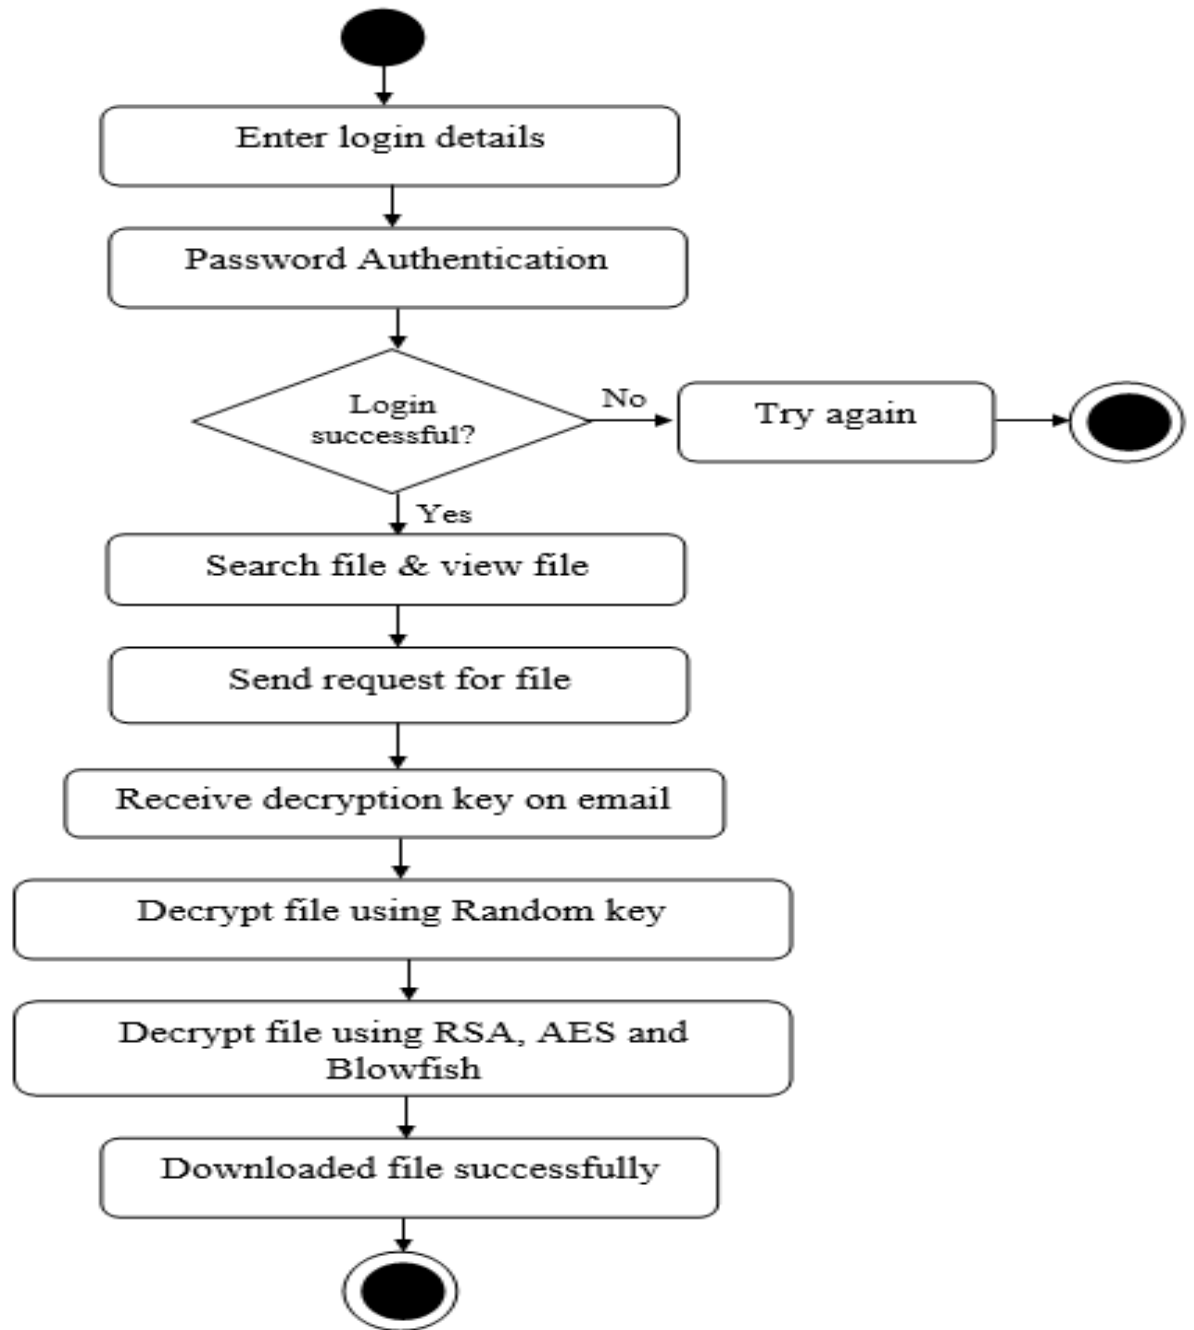 Enter login details
Password Authentication
Login
successful?
No
Try again
Yes
Search file & view file
Send request for file
Receive decryption key on email
Decrypt file using Random key
Decrypt file using RSA, AES and
Blowfish
Downloaded file successfully